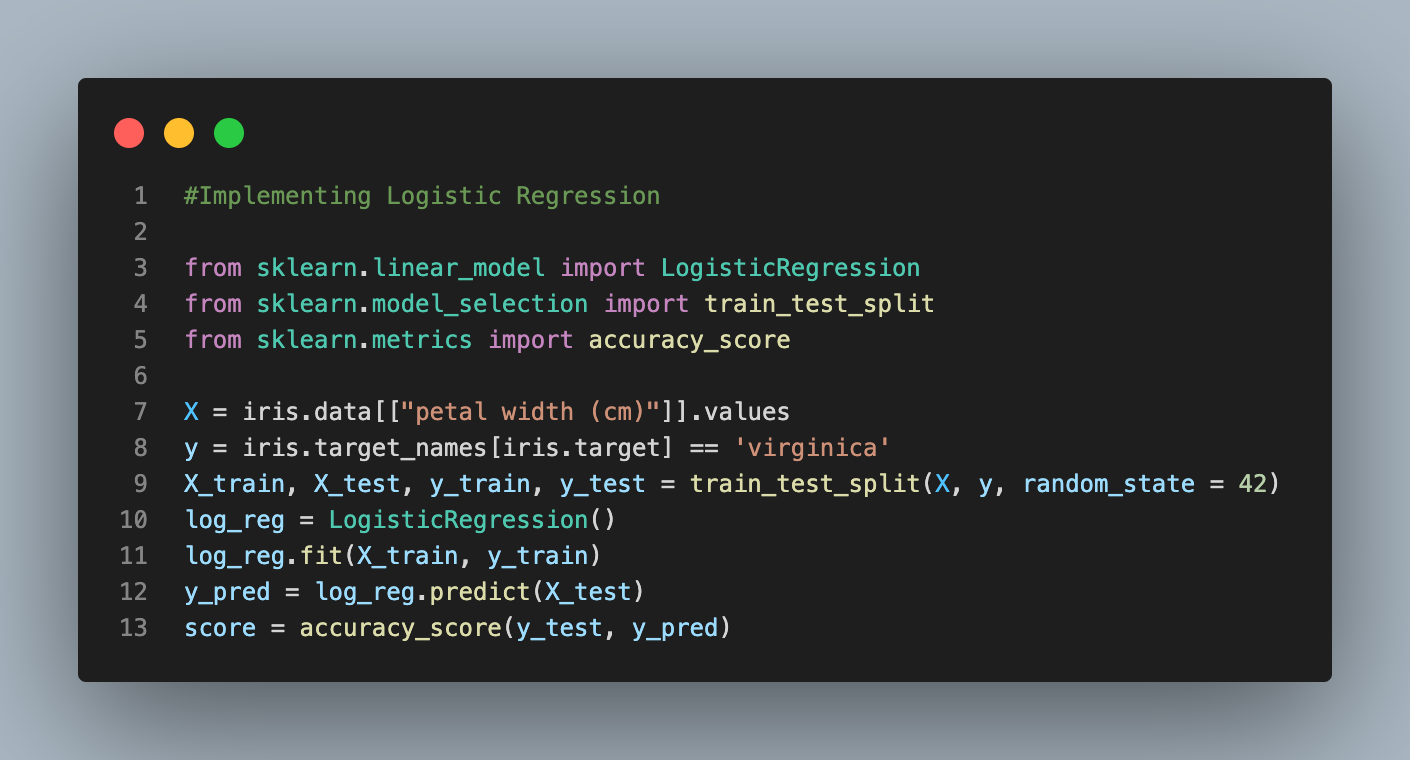 1 #Implementing Logistic Regression
2
3 from sklearn.linear_model import LogisticRegression
4 from sklearn.model_selection import train_test_split
5 from sklearn.metrics import accuracy_score
6
7 X = iris.data[["petal width (cm)"]].values
8 y = iris.target_names[iris.target] == 'virginica'
9 X_train, X_test, y_train, y_test = train_test_split(X, y, random_state = 42)
10 log_reg = LogisticRegression()
11 log_reg.fit(X_train, y_train)
12 y_pred = log_reg.predict(X_test)
13 score = accuracy_score(y_test, y_pred)